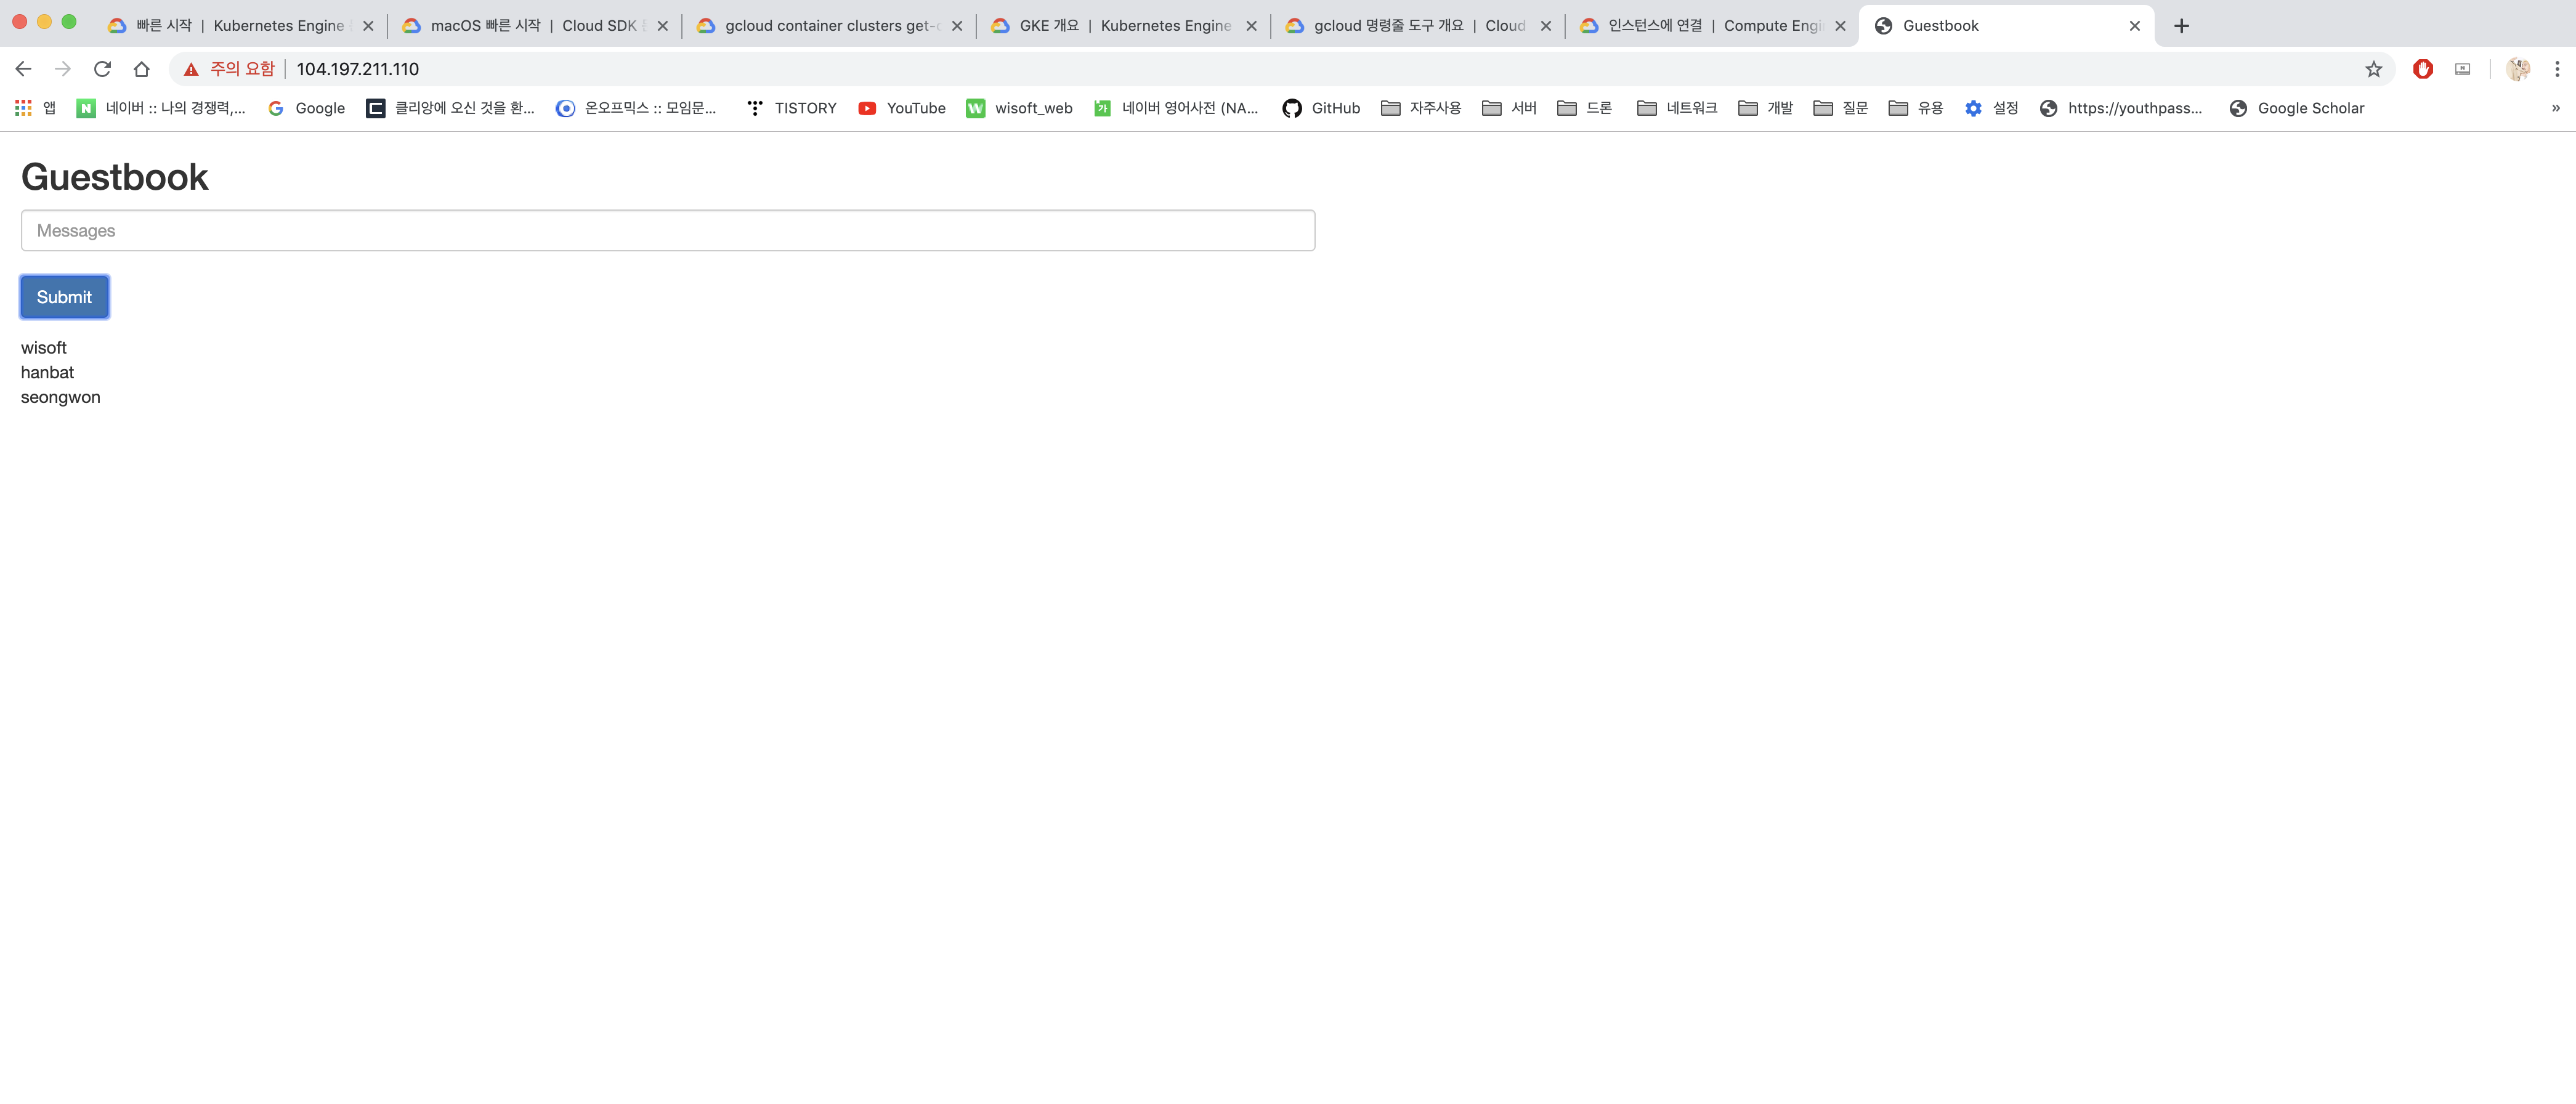 빠른 시작 | Kubernetes Engine
macOS 빠른 시작 | Cloud SDK
gcloud container clusters get-c
GKE 개요 | Kubernetes Engine
gcloud 명령줄 도구 개요 | Cloud
인스턴스에 연결 | Compute Engi
Guestbook
주의 요함 | 104.197.211.110
앱
네이버 :: 나의 경쟁력,...
Google
클리앙에 오신 것을 환...
온오프믹스 :: 모임문...
TISTORY
YouTube
wisoft_web
네이버 영어사전 (NA...
GitHub
자주사용
서버
드론
네트워크
개발
질문
유용
설정
https://youthpass...
Google Scholar
»
Guestbook
Messages
Submit
wisoft
hanbat
seongwon